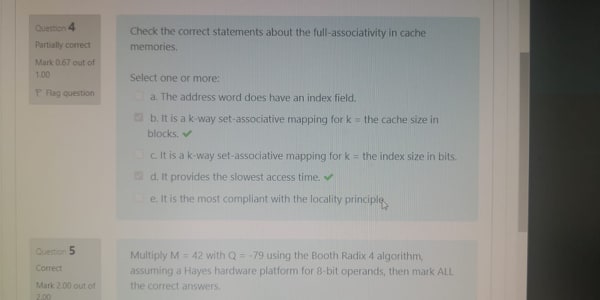 Question 4
Partially correct
Mark 0.67 out of
1.00
Flag question
Check the correct statements about the full-associativity in cache
memories.
Select one or more:
a. The address word does have an index field.
b. It is a k-way set-associative mapping for k = the cache size in
blocks.
c. It is a k-way set-associative mapping for k = the index size in bits.
d. It provides the slowest access time.
e. It is the most compliant with the locality principle.
Question 5
Correct
Mark 2.00 out of
2.00
Multiply M = 42 with Q = -79 using the Booth Radix 4 algorithm,
assuming a Hayes hardware platform for 8-bit operands, then mark ALL
the correct answers.